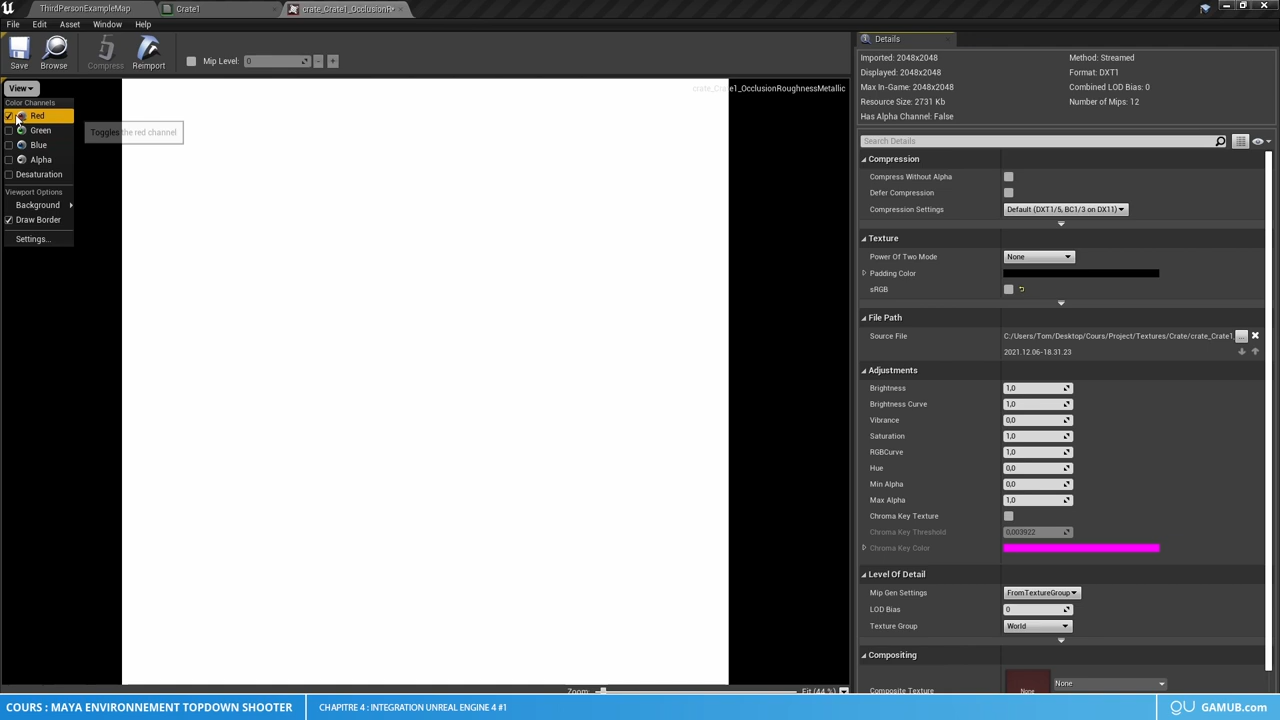 ThirdPersonExampleMap
Crate1
crate_Crate1_OcclusionR
File Edit Asset Window Help
Save Browse Compress Reimport
Mip Level: 0 - +
View
crate_Crate1_OcclusionRoughnessMetallic
Color Channels
Red
Green
Blue
Alpha
Desaturation
Toggles the red channel
Viewport Options
Background
Draw Border
Settings...
Zoom:
Fit (44 %)
Details
Imported: 2048x2048
Method: Streamed
Displayed: 2048x2048
Format: DXT1
Max In-Game: 2048x2048
Combined LOD Bias: 0
Resource Size: 2731 Kb
Number of Mips: 12
Has Alpha Channel: False
Search Details
Compression
Compress Without Alpha
Defer Compression
Compression Settings Default (DXT1/5, BC1/3 on DX11)
Texture
Power Of Two Mode None
Padding Color
sRGB
File Path
Source File C:/Users/Tom/Desktop/Cours/Project/Textures/Crate/crate_Crate1_ ...
2021.12.06-18.31.23
Adjustments
Brightness 1,0
Brightness Curve 1,0
Vibrance 0,0
Saturation 1,0
RGBCurve 1,0
Hue 0,0
Min Alpha 0,0
Max Alpha 1,0
Chroma Key Texture
Chroma Key Threshold 0,003922
Chroma Key Color
Level Of Detail
Mip Gen Settings FromTextureGroup
LOD Bias 0
Texture Group World
Compositing
Composite Texture None None
COURS : MAYA ENVIRONNEMENT TOPDOWN SHOOTER
CHAPITRE 4 : INTEGRATION UNREAL ENGINE 4 #1
GAMUB.com